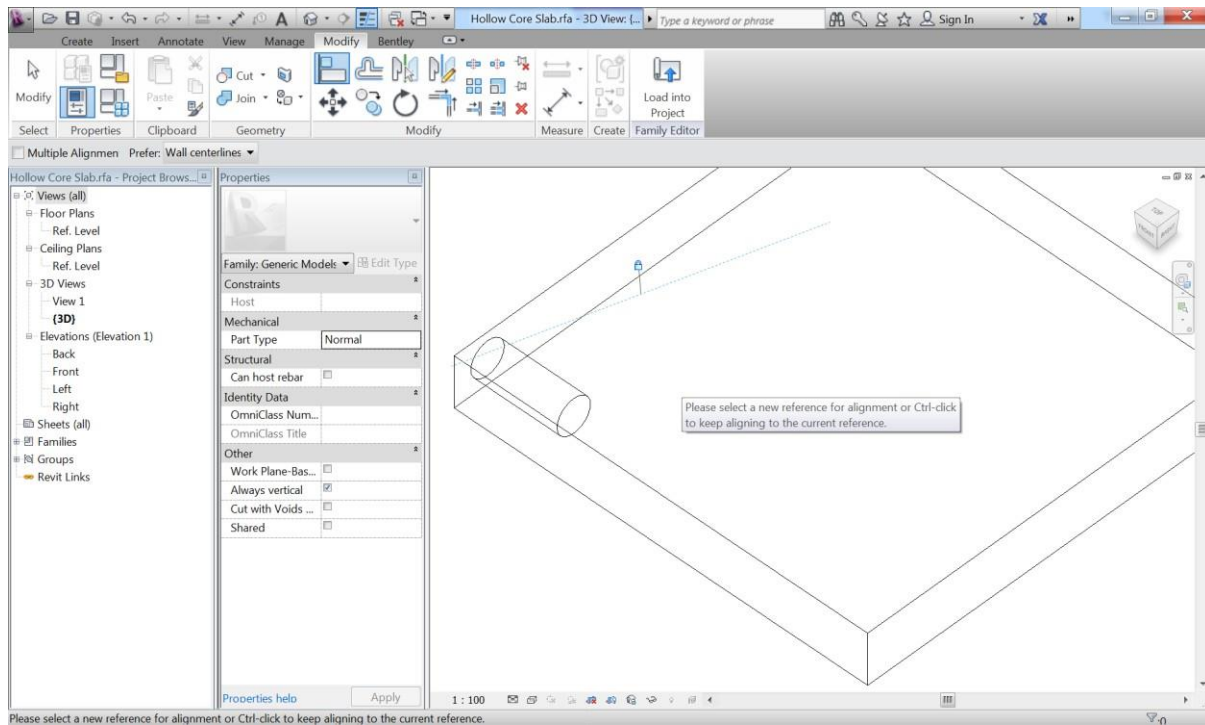 Hollow Core Slab.rfa - 3D View: {...
Type a keyword or phrase
Sign In
Create Insert Annotate View Manage Modify Bentley
Modify
Paste
Cut
Join
Load into
Project
Select Properties Clipboard Geometry Modify Measure Create Family Editor
Multiple Alignmen Prefer: Wall centerlines
Hollow Core Slab.rfa - Project Brows...
Views (all)
Floor Plans
Ref. Level
Ceiling Plans
Ref. Level
3D Views
View 1
{3D}
Elevations (Elevation 1)
Back
Front
Left
Right
Sheets (all)
Families
Groups
Revit Links
Properties
Family: Generic Models Edit Type
Constraints
Host
Mechanical
Part Type Normal
Structural
Can host rebar
Identity Data
OmniClass Num...
OmniClass Title
Other
Work Plane-Bas...
Always vertical
Cut with Voids ...
Shared
Properties help Apply
TOP
FRONT
Please select a new reference for alignment or Ctrl-click
to keep aligning to the current reference.
1 : 100
Please select a new reference for alignment or Ctrl-click to keep aligning to the current reference.
:0